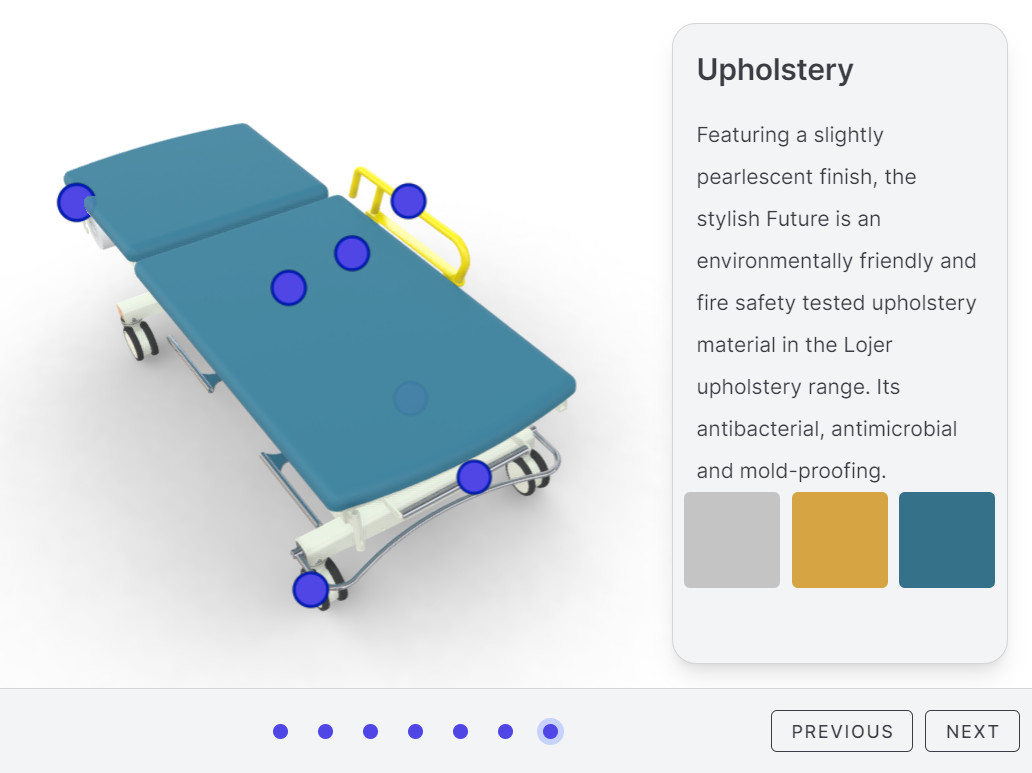 Upholstery
Featuring a slightly
pearlescent finish, the
stylish Future is an
environmentally friendly and
fire safety tested upholstery
material in the Lojer
upholstery range. Its
antibacterial, antimicrobial
and mold-proofing.
PREVIOUS
NEXT